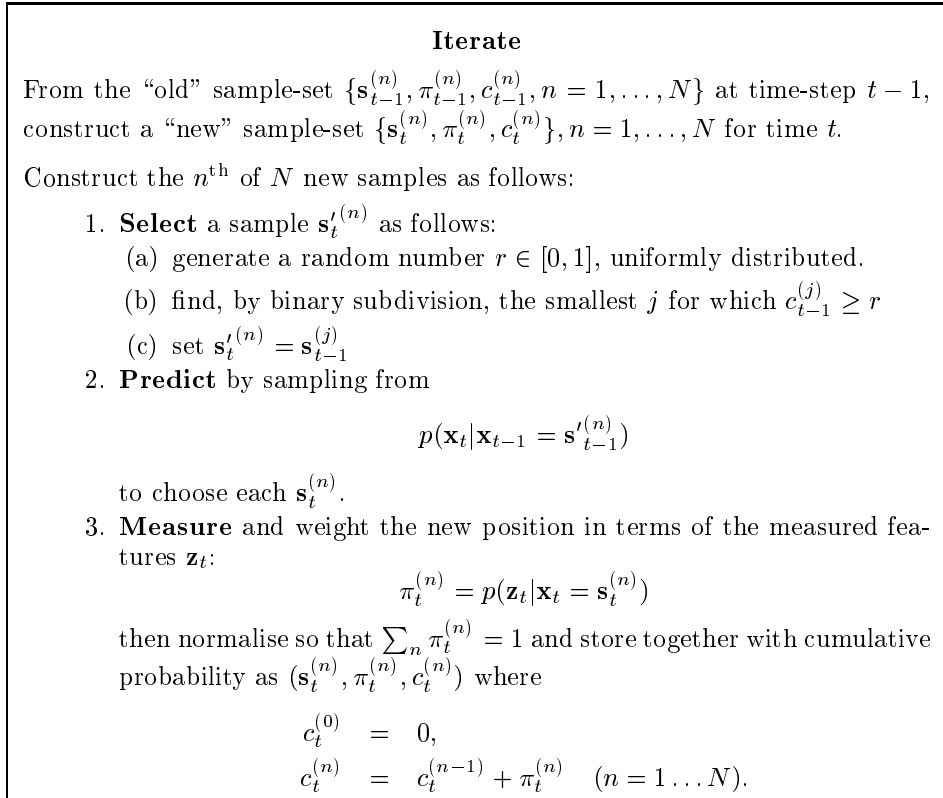 Iterate
From the “old” sample-set {s_{t−1}^{(n)}, π_{t−1}^{(n)}, c_{t−1}^{(n)}, n = 1, . . . , N} at time-step t − 1,
construct a “new” sample-set {s_t^{(n)}, π_t^{(n)}, c_t^{(n)}}, n = 1, . . . , N for time t.
Construct the n^{th} of N new samples as follows:
1. Select a sample s′_t^{(n)} as follows:
(a) generate a random number r ∈ [0, 1], uniformly distributed.
(b) find, by binary subdivision, the smallest j for which c_{t−1}^{(j)} ≥ r
(c) set s′_t^{(n)} = s_{t−1}^{(j)}
2. Predict by sampling from
p(x_t|x_{t−1} = s′_{t−1}^{(n)})
to choose each s_t^{(n)}.
3. Measure and weight the new position in terms of the measured fea-
tures z_t:
π_t^{(n)} = p(z_t|x_t = s_t^{(n)})
then normalise so that ∑_n π_t^{(n)} = 1 and store together with cumulative
probability as (s_t^{(n)}, π_t^{(n)}, c_t^{(n)}) where
c_t^{(0)} = 0,
c_t^{(n)} = c_t^{(n−1)} + π_t^{(n)} (n = 1 . . . N).